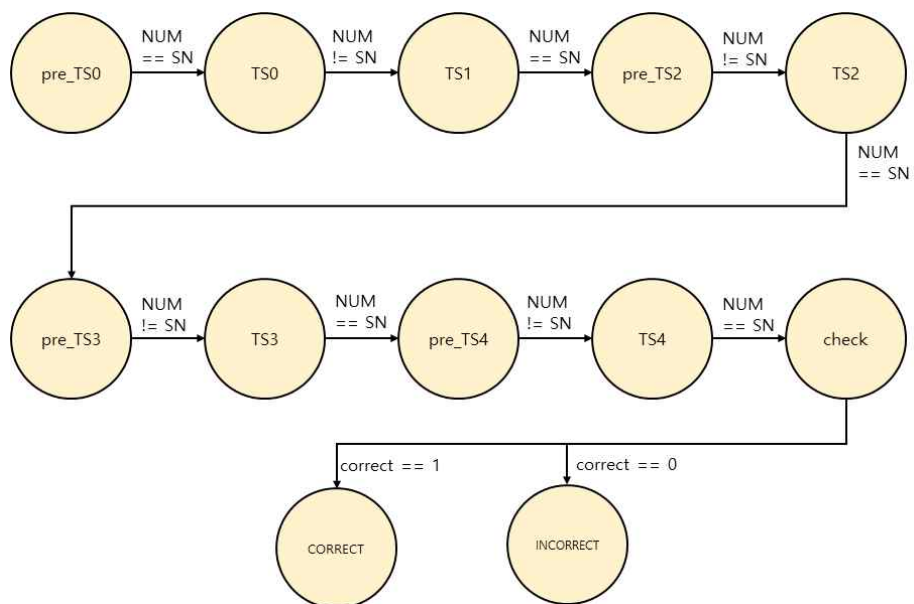 NUM
== SN
NUM
!= SN
NUM
== SN
NUM
!= SN
pre_TS0
TS0
TS1
pre_TS2
TS2
NUM
== SN
NUM
!= SN
NUM
== SN
NUM
!= SN
NUM
== SN
pre_TS3
TS3
pre_TS4
TS4
check
correct == 1
correct == 0
CORRECT
INCORRECT